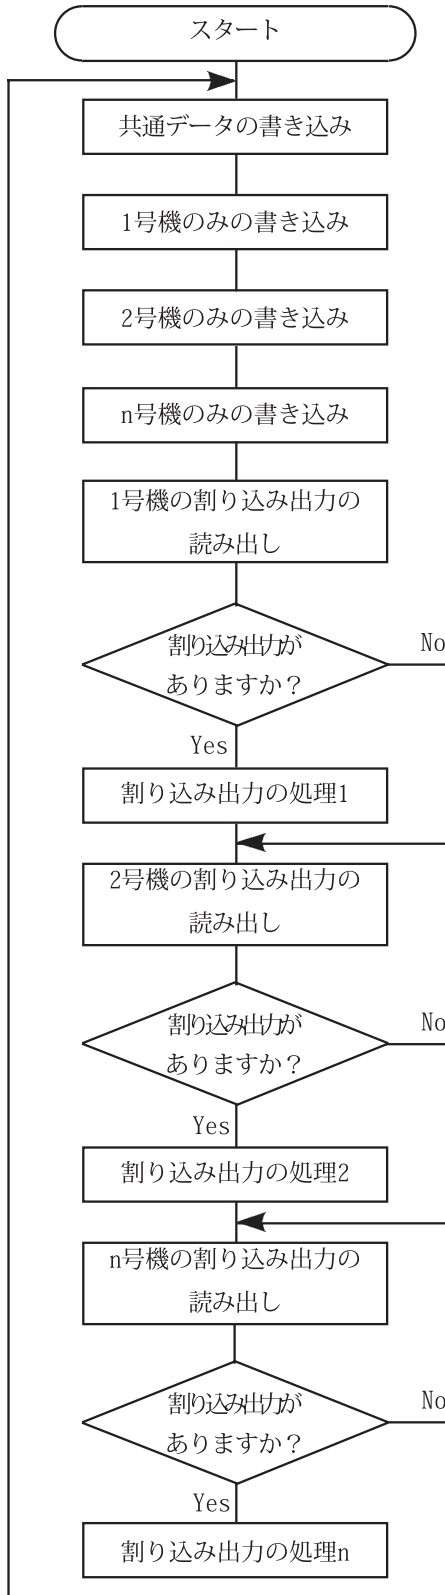 スタート
共通データの書き込み
1号機のみの書き込み
2号機のみの書き込み
n号機のみの書き込み
1号機の割り込み出力の
読み出し
割り込み出力が
ありますか？
No
Yes
割り込み出力の処理1
2号機の割り込み出力の
読み出し
割り込み出力が
ありますか？
No
Yes
割り込み出力の処理2
n号機の割り込み出力の
読み出し
割り込み出力が
ありますか？
No
Yes
割り込み出力の処理n